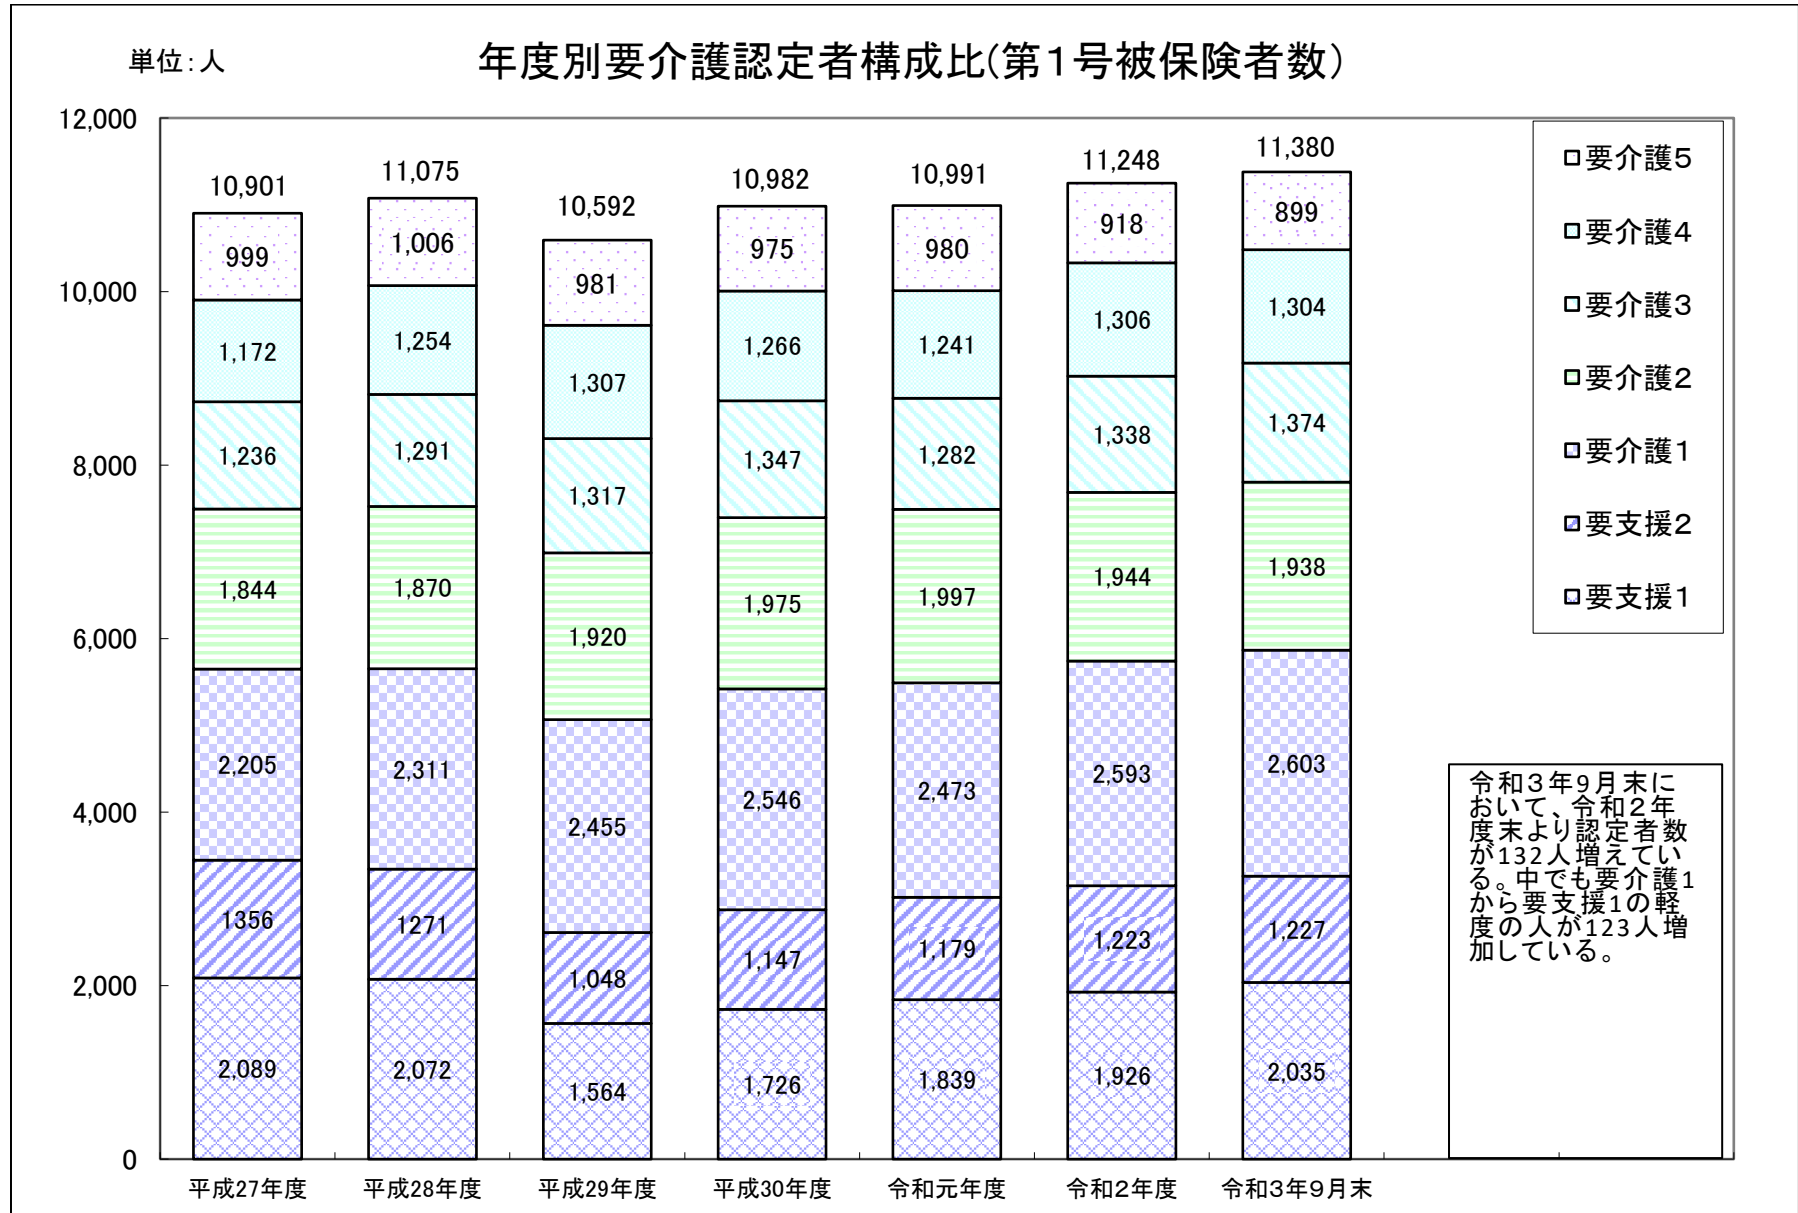 単位：人
年度別要介護認定者構成比(第１号被保険者数）
12,000
10,000
8,000
6,000
4,000
2,000
0
10,901
999
1,172
1,236
1,844
2,205
1356
2,089
平成27年度
11,075
1,006
1,254
1,291
1,870
2,311
1271
2,072
平成28年度
10,592
981
1,307
1,317
1,920
2,455
1,048
1,564
平成29年度
10,982
975
1,266
1,347
1,975
2,546
1,147
1,726
平成30年度
10,991
980
1,241
1,282
1,997
2,473
1,179
1,839
令和元年度
11,248
918
1,306
1,338
1,944
2,593
1,223
1,926
令和２年度
11,380
899
1,304
1,374
1,938
2,603
1,227
2,035
令和３年９月末
要介護５
要介護４
要介護３
要介護２
要介護１
要支援２
要支援１
令和３年9月末に
おいて、令和２年
度末より認定者数
が132人増えてい
る。中でも要介護1
から要支援1の軽
度の人が123人増
加している。